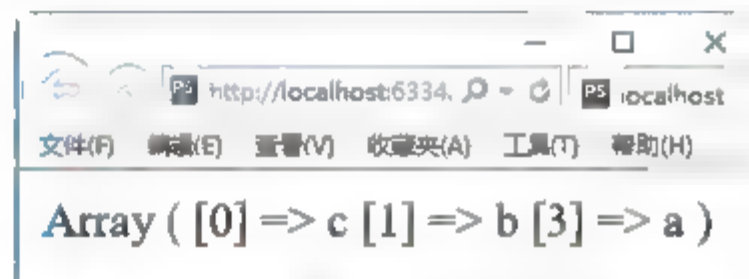 http://localhost:6334.
PS localhost
文件(F) 编辑(E) 查看(V) 收藏夹(A) 工具(T) 帮助(H)
Array ( [0] => c [1] => b [3] => a )